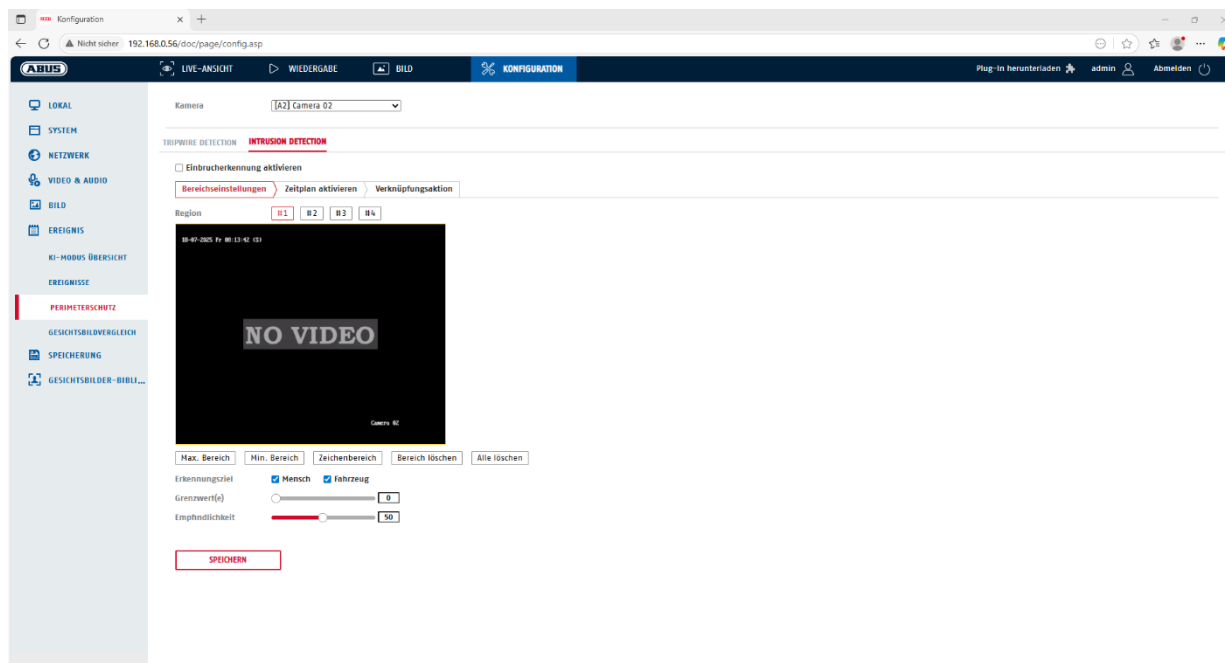 Konfiguration
Nicht sicher 192.168.0.56/doc/page/config.asp
ABUS LIVE-ANSICHT WIEDERGABE BILD KONFIGURATION Plug-in herunterladen admin Abmelden
LOKAL
SYSTEM
NETZWERK
VIDEO & AUDIO
BILD
EREIGNIS
KI-MODUS ÜBERSICHT
EREIGNISSE
PERIMETERSCHUTZ
GESICHTSBILDVERGLEICH
SPEICHERUNG
GESICHTSBILDER-BIBLI...
Kamera [A2] Camera 02
TRIPWIRE DETECTION INTRUSION DETECTION
Einbrucherkennung aktivieren
Bereichseinstellungen Zeitplan aktivieren Verknüpfungsaktion
Region #1 #2 #3 #4
18-07-2025 Fr 08:13:42 (S)
NO VIDEO
Camera 02
Max. Bereich Min. Bereich Zeichenbereich Bereich löschen Alle löschen
Erkennungsziel Mensch Fahrzeug
Grenzwert(e) 0
Empfindlichkeit 50
SPEICHERN